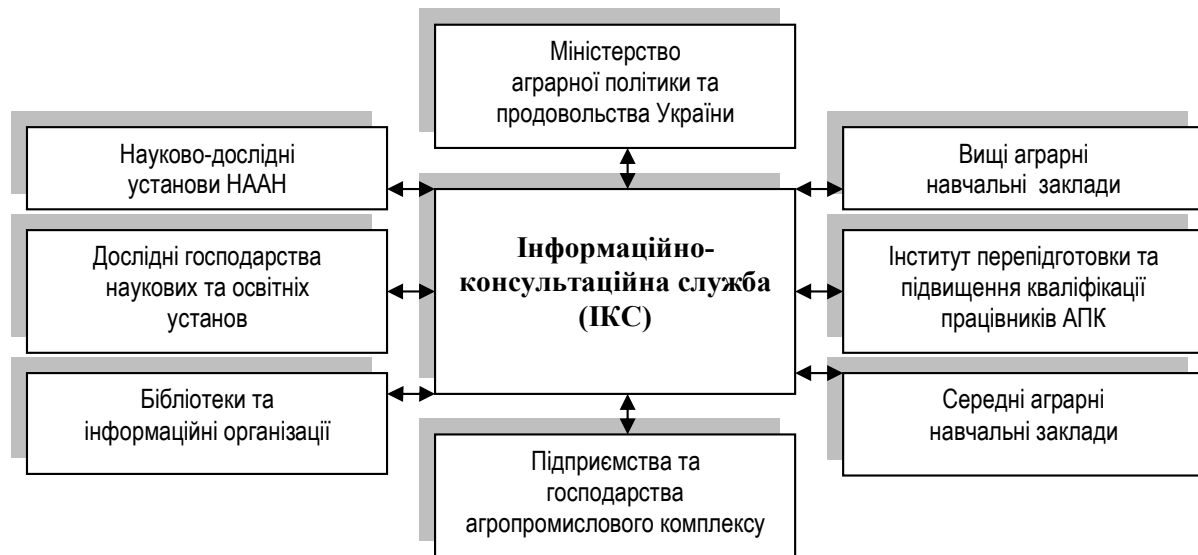 Міністерство
аграрної політики та
продовольства України
Науково-дослідні
установи НААН
Вищі аграрні
навчальні заклади
Інформаційно-
консультаційна служба
(ІКС)
Дослідні господарства
наукових та освітніх
установ
Інститут перепідготовки та
підвищення кваліфікації
працівників АПК
Бібліотеки та
інформаційні організації
Середні аграрні
навчальні заклади
Підприємства та
господарства
агропромислового комплексу